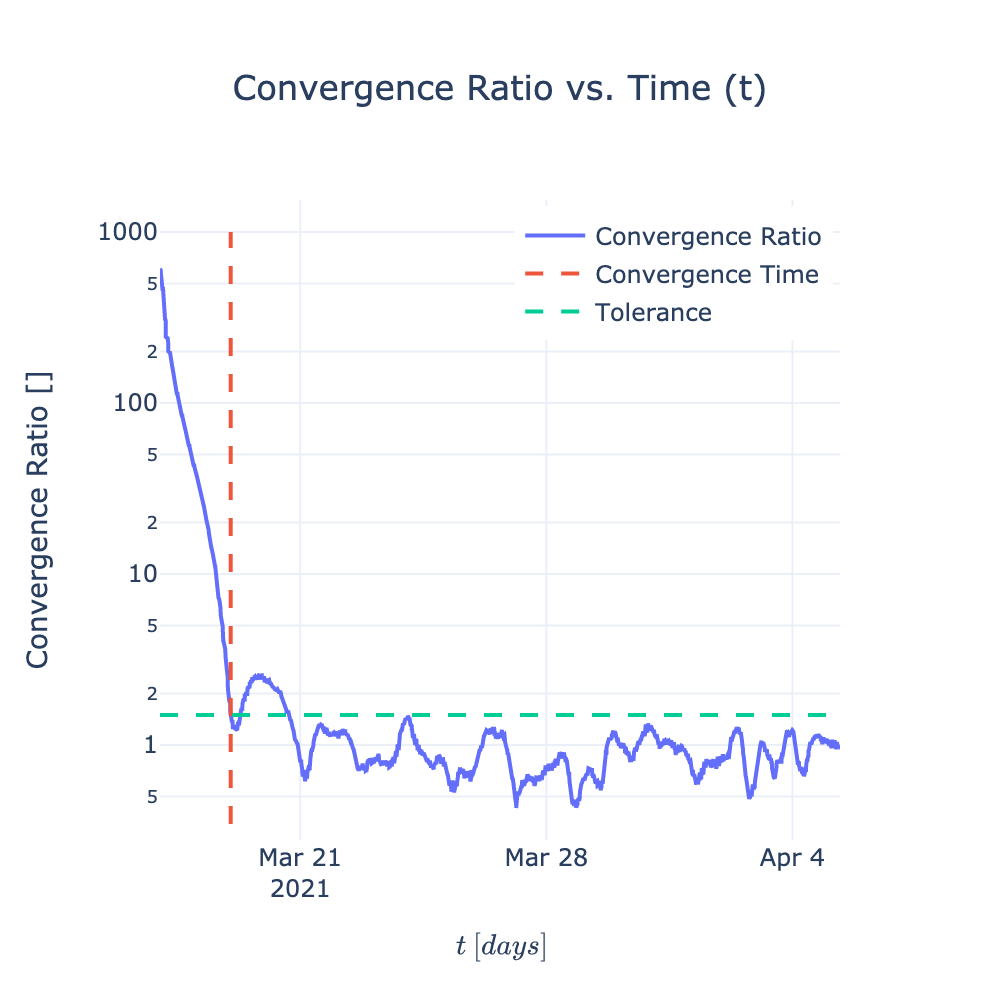 Convergence Ratio vs. Time (t)
1000
5
2
100
5
2
10
5
2
1
5
Convergence Ratio []
Convergence Ratio
Convergence Time
Tolerance
Mar 21
2021
Mar 28
Apr 4
t [days]